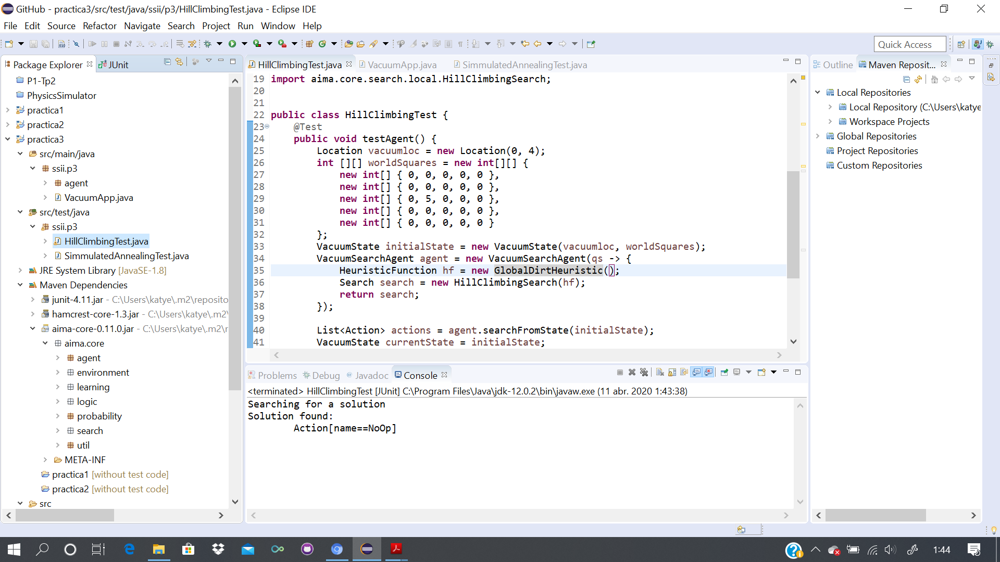 GitHub - practica3/src/test/java/ssii/p3/HillClimbingTest.java - Eclipse IDE
File Edit Source Refactor Navigate Search Project Run Window Help
Quick Access
Package Explorer JUnit
P1-Tp2
PhysicsSimulator
practica1
practica2
practica3
src/main/java
ssii.p3
agent
VacuumApp.java
src/test/java
ssii.p3
HillClimbingTest.java
SimmulatedAnnealingTest.java
JRE System Library [JavaSE-1.8]
Maven Dependencies
junit-4.11.jar - C:\Users\katye\.m2\reposito
hamcrest-core-1.3.jar - C:\Users\katye\.m2\
aima-core-0.11.0.jar - C:\Users\katye\.m2\r
aima.core
agent
environment
learning
logic
probability
search
util
META-INF
practica1 [without test code]
practica2 [without test code]
src
HillClimbingTest.java VacuumApp.java SimmulatedAnnealingTest.java
19 import aima.core.search.local.HillClimbingSearch;
20
21
22 public class HillClimbingTest {
23 @Test
24 public void testAgent() {
25 Location vacuumloc = new Location(0, 4);
26 int [][] worldSquares = new int[][] {
27 new int[] { 0, 0, 0, 0, 0 },
28 new int[] { 0, 0, 0, 0, 0 },
29 new int[] { 0, 5, 0, 0, 0 },
30 new int[] { 0, 0, 0, 0, 0 },
31 new int[] { 0, 0, 0, 0, 0 }
32 };
33 VacuumState initialState = new VacuumState(vacuumloc, worldSquares);
34 VacuumSearchAgent agent = new VacuumSearchAgent(qs -> {
35 HeuristicFunction hf = new GlobalDirtHeuristic();
36 Search search = new HillClimbingSearch(hf);
37 return search;
38 });
39
40 List<Action> actions = agent.searchFromState(initialState);
41 VacuumState currentState = initialState;
Problems Debug Javadoc Console
<terminated> HillClimbingTest [JUnit] C:\Program Files\Java\jdk-12.0.2\bin\javaw.exe (11 abr. 2020 1:43:38)
Searching for a solution
Solution found:
Action[name==NoOp]
Outline Maven Reposit...
Local Repositories
Local Repository (C:\Users\katye
Workspace Projects
Global Repositories
Project Repositories
Custom Repositories
1:44